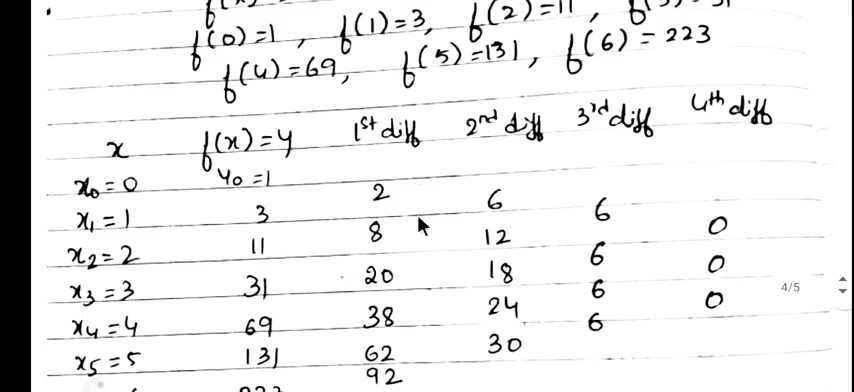 f(0)=1, f(1)=3, f(2)=11,
f(4)=69, f(5)=131, f(6)=223
x f(x)=y 1st diff 2nd diff 3rd diff 4th diff
x₀=0 y₀=1
2
x₁=1 3 6
8 6
x₂=2 11 12 0
20 6
x₃=3 31 18 0
38 6
x₄=4 69 24 0
62 6
x₅=5 131 30
92
4/5